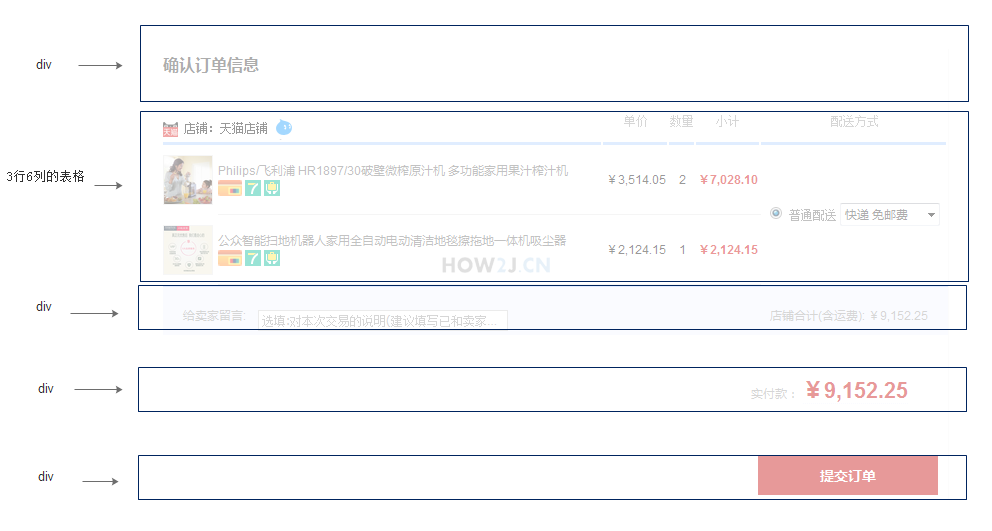 div
确认订单信息
天猫 店铺：天猫店铺 单价 数量 小计 配送方式
3行6列的表格
Philips/飞利浦 HR1897/30破壁微榨原汁机 多功能家用果汁榨汁机
7
￥3,514.05 2 ￥7,028.10
普通配送 快递 免邮费
公众智能扫地机器人家用全自动电动清洁地毯擦拖地一体机吸尘器
7
￥2,124.15 1 ￥2,124.15
HOW2J.CN
div
给卖家留言: 选填:对本次交易的说明(建议填写已和卖家... 店铺合计(含运费): ￥9,152.25
div
实付款： ￥9,152.25
div
提交订单